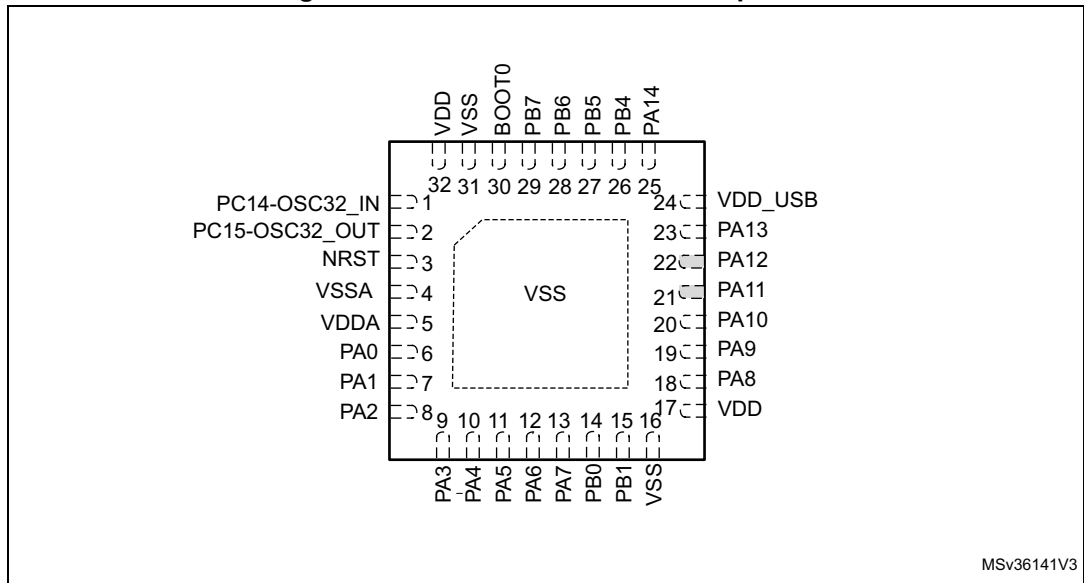 VDD
VSS
BOOT0
PB7
PB6
PB5
PB4
PA14
32 31 30 29 28 27 26 25
PC14-OSC32_IN 1
PC15-OSC32_OUT 2
NRST 3
VSSA 4
VDDA 5
PA0 6
PA1 7
PA2 8
VSS
24 VDD_USB
23 PA13
22 PA12
21 PA11
20 PA10
19 PA9
18 PA8
17 VDD
9 10 11 12 13 14 15 16
PA3
PA4
PA5
PA6
PA7
PB0
PB1
VSS
MSv36141V3